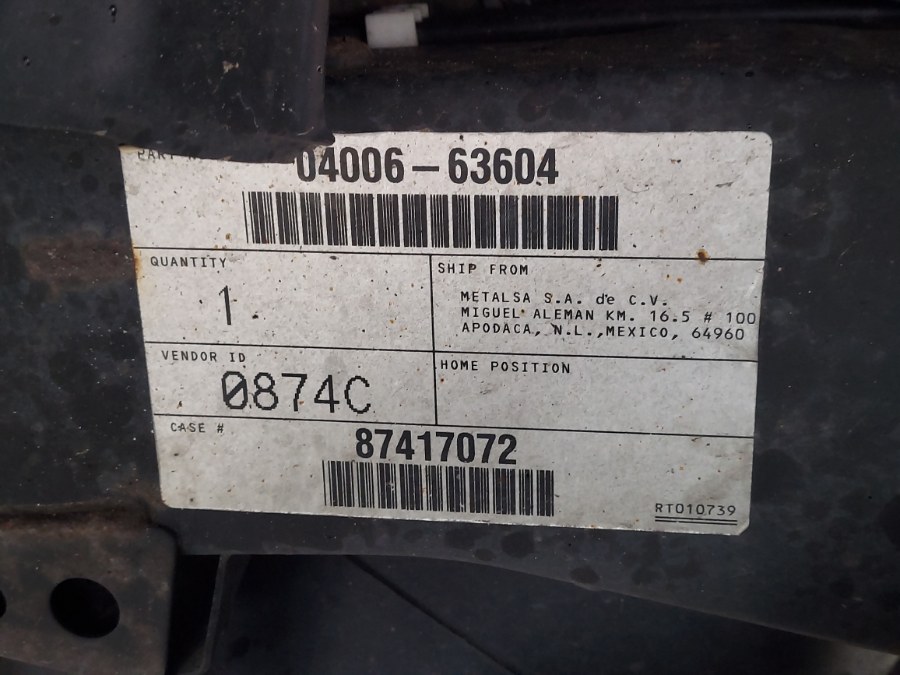 PART
04006-63604
QUANTITY
1
SHIP FROM
METALSA S.A. de C.V.
MIGUEL ALEMAN KM. 16.5 # 100
APODACA, N.L.,MEXICO, 64960
VENDOR ID
0874C
HOME POSITION
CASE #
87417072
RT010739